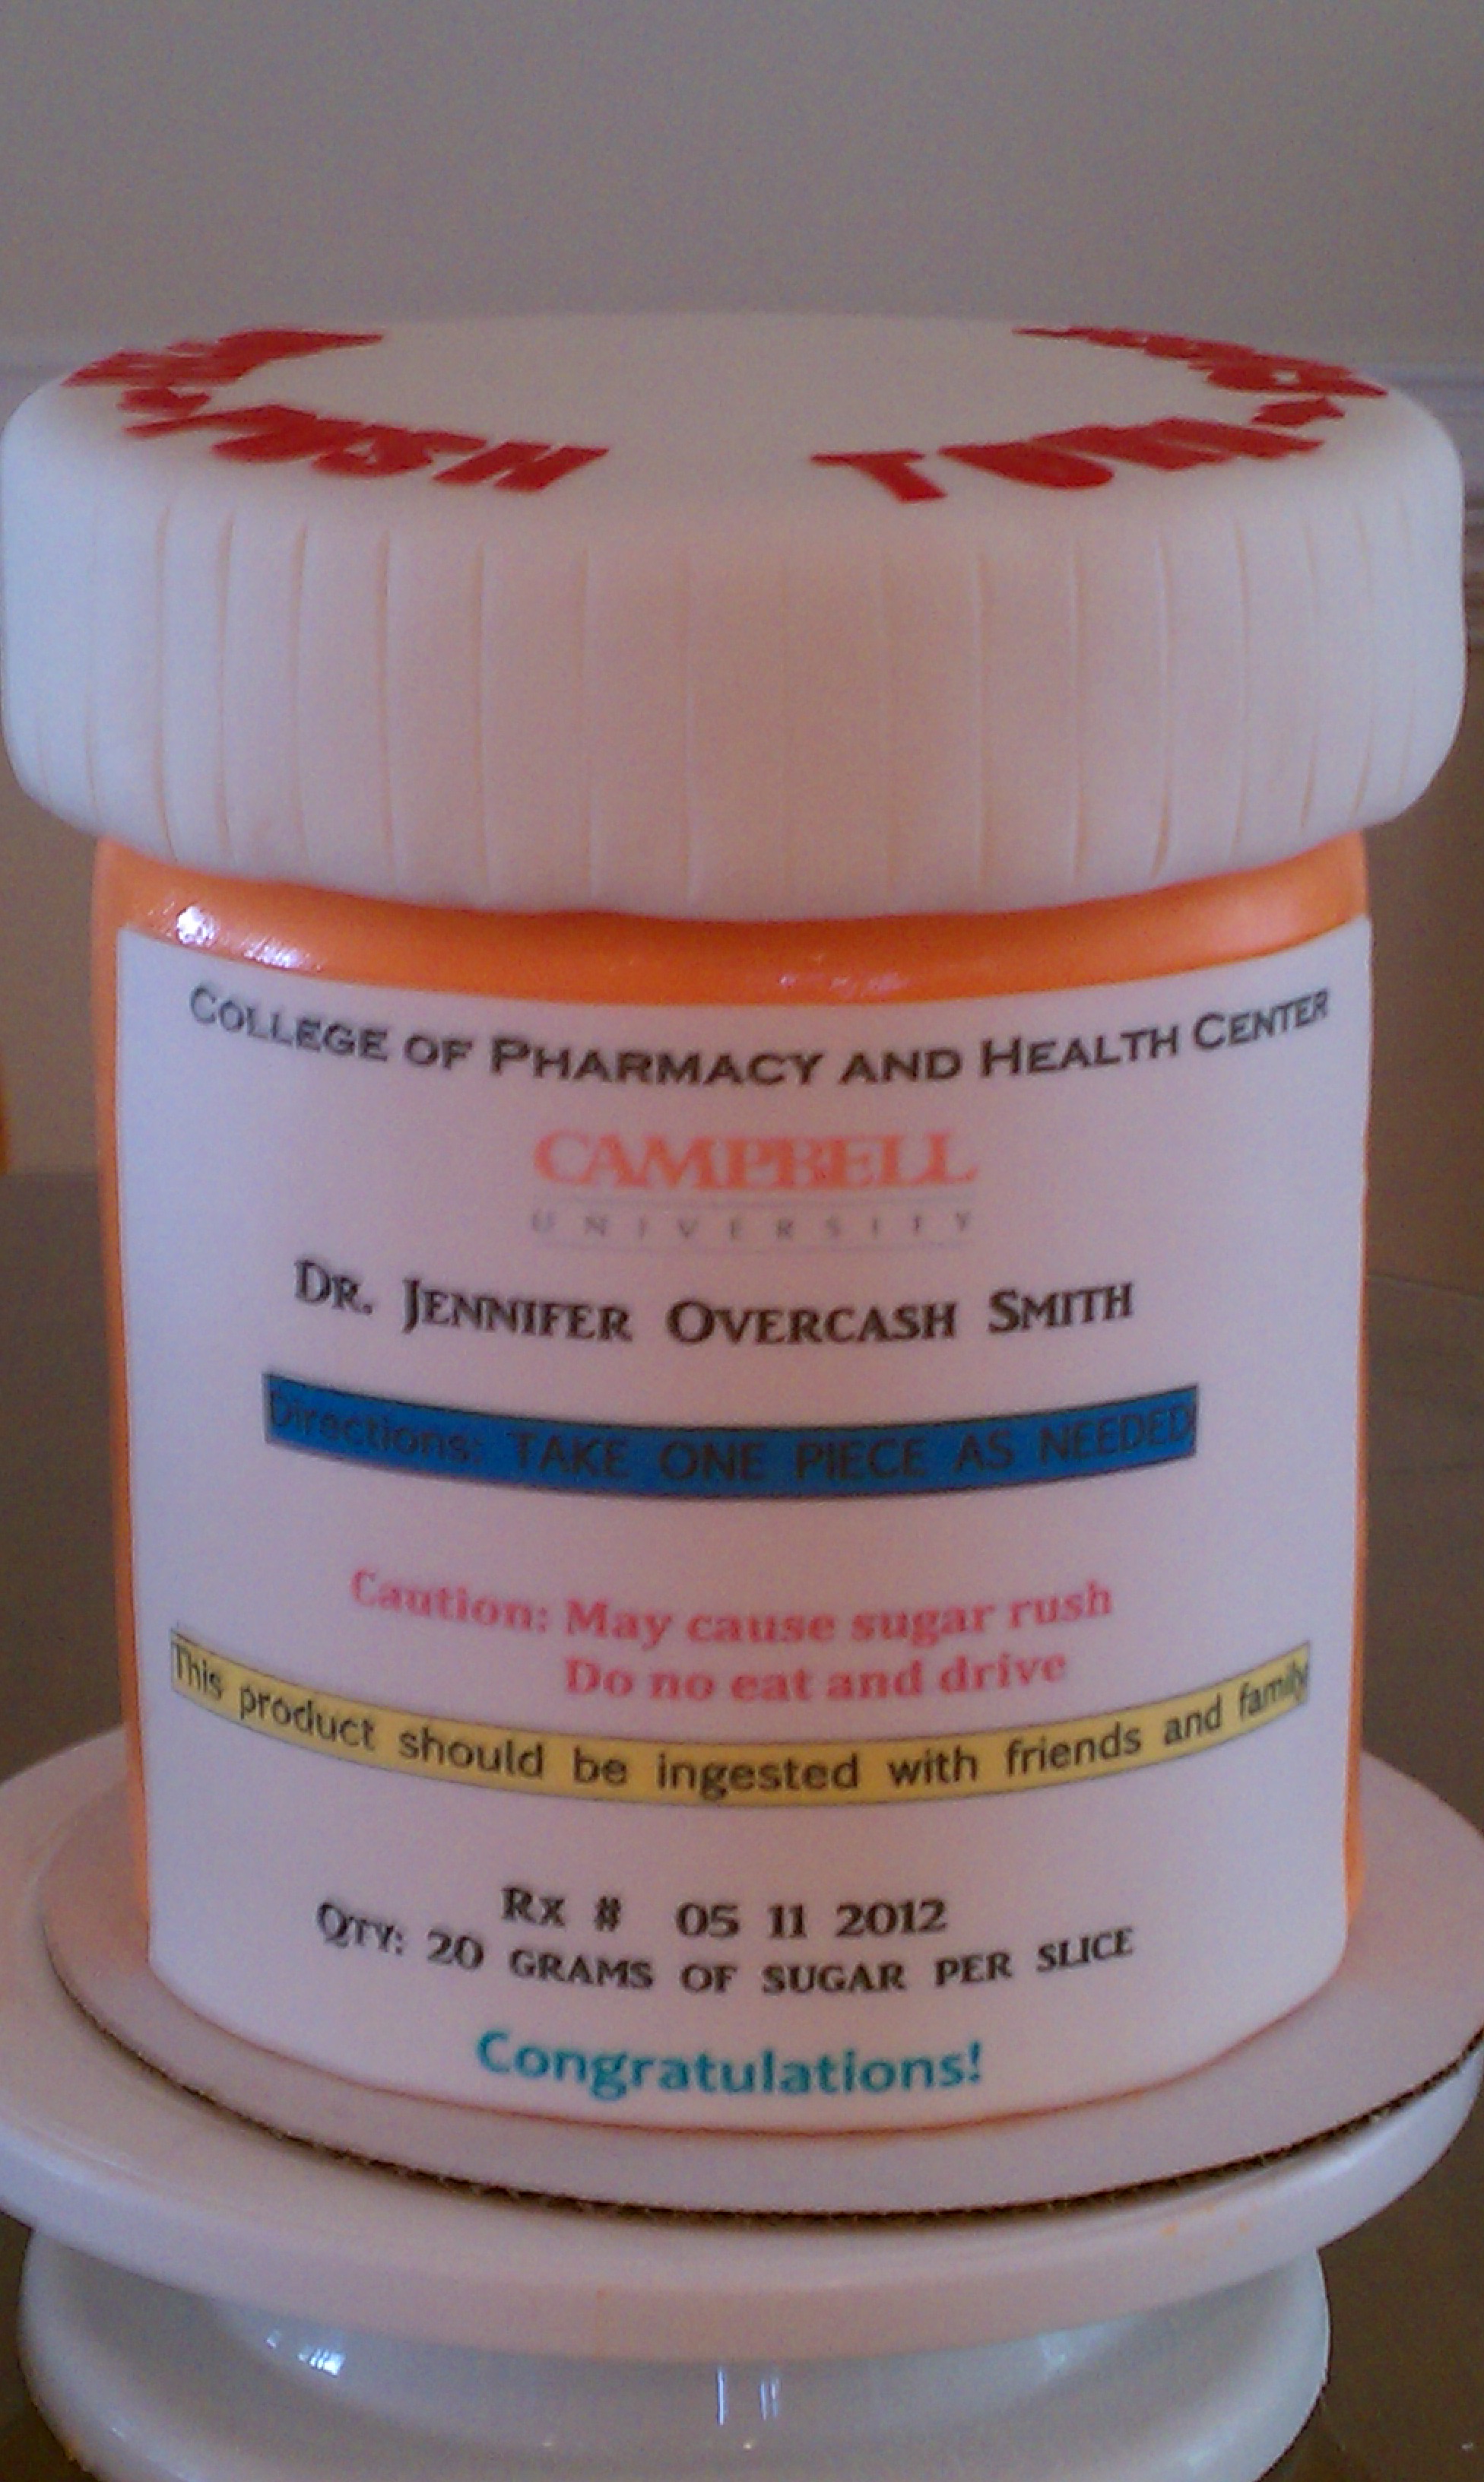 PUSH
TURN
COLLEGE OF PHARMACY AND HEALTH CENTER
CAMPBELL
UNIVERSITY
DR. JENNIFER OVERCASH SMITH
Directions: TAKE ONE PIECE AS NEEDED
Caution: May cause sugar rush
Do no eat and drive
This product should be ingested with friends and family
RX # 05 11 2012
QTY: 20 GRAMS OF SUGAR PER SLICE
Congratulations!